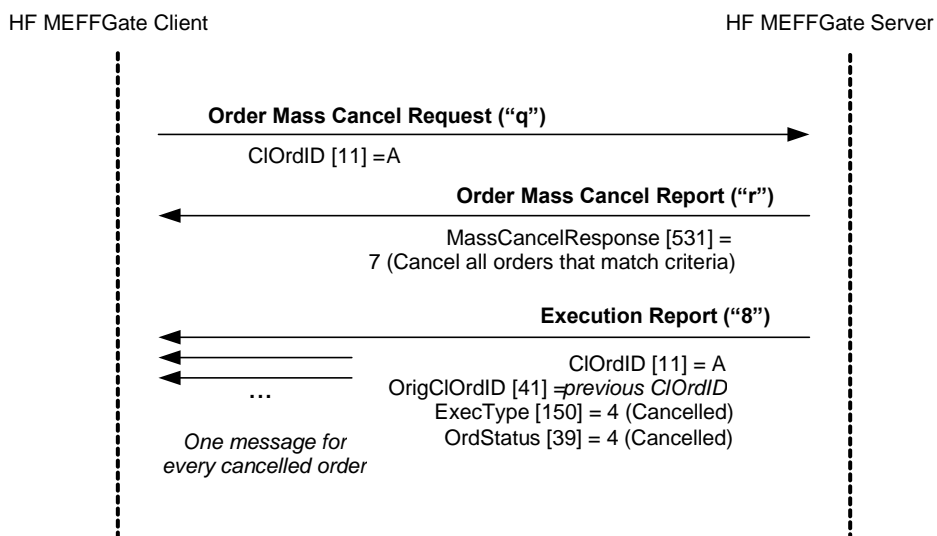 HF MEFFGate Client
HF MEFFGate Server
Order Mass Cancel Request (“q”)
ClOrdID [11] =A
Order Mass Cancel Report (“r”)
MassCancelResponse [531] =
7 (Cancel all orders that match criteria)
Execution Report (“8”)
ClOrdID [11] = A
OrigClOrdID [41] =previous ClOrdID
ExecType [150] = 4 (Cancelled)
OrdStatus [39] = 4 (Cancelled)
...
One message for
every cancelled order